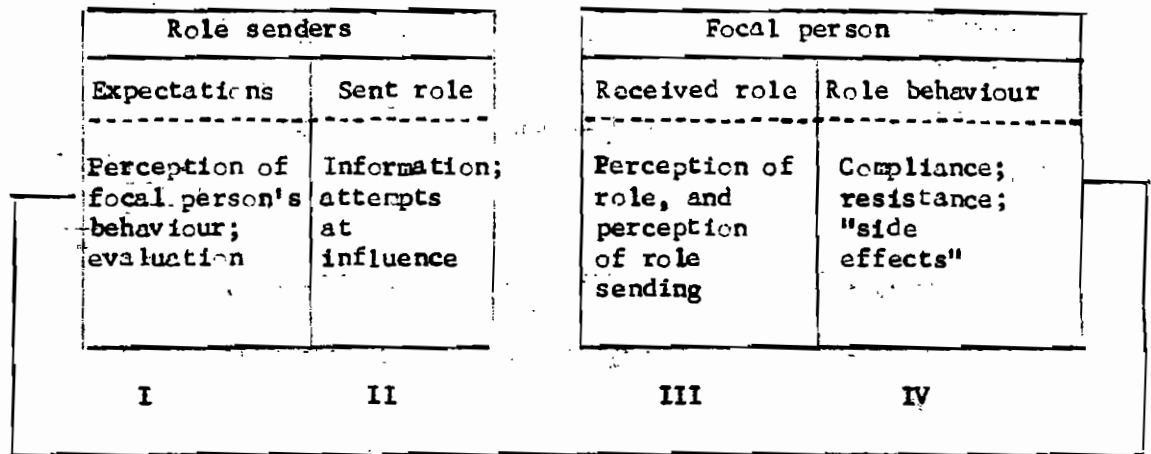 Role senders
Focal person
Expectations
Sent role
Received role
Role behaviour
Perception of
focal person's
behaviour;
evaluation
Information;
attempts
at
influence
Perception of
role, and
perception
of role
sending
Compliance;
resistance;
"side
effects"
I
II
III
IV